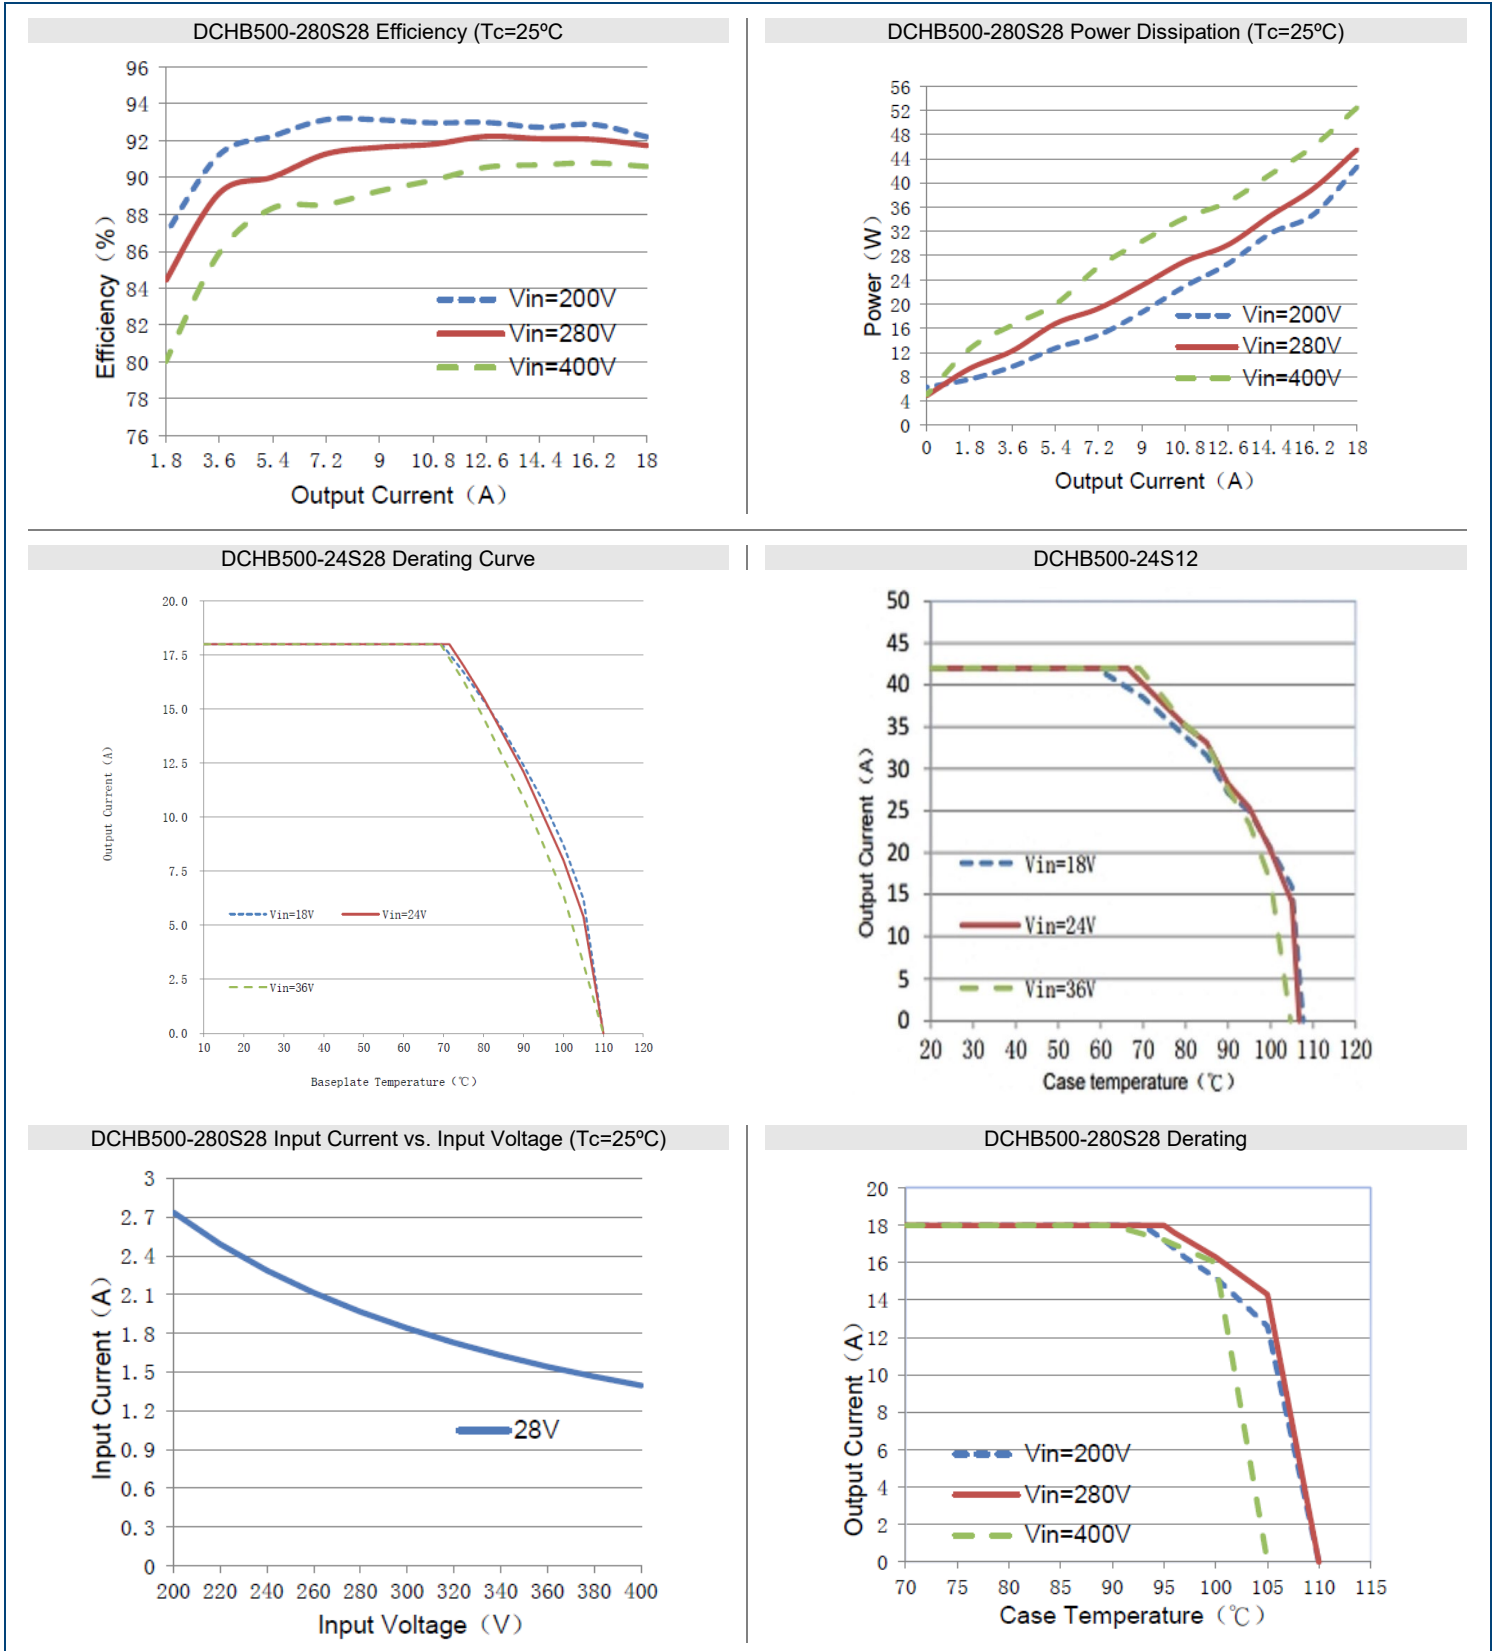 DCHB500-280S28 Efficiency (Tc=25ºC
96
94
92
90
88
86
84
82
80
78
76
Efficiency (%)
Vin=200V
Vin=280V
Vin=400V
1.8 3.6 5.4 7.2 9 10.8 12.6 14.4 16.2 18
Output Current (A)
DCHB500-280S28 Power Dissipation (Tc=25ºC)
56
52
48
44
40
36
32
28
24
20
16
12
8
4
0
Power (W)
Vin=200V
Vin=280V
Vin=400V
0 1.8 3.6 5.4 7.2 9 10.8 12.6 14.4 16.2 18
Output Current (A)
DCHB500-24S28 Derating Curve
20.0
17.5
15.0
12.5
10.0
7.5
5.0
2.5
0.0
Output Current (A)
Vin=18V Vin=24V
Vin=36V
10 20 30 40 50 60 70 80 90 100 110 120
Baseplate Temperature (℃)
DCHB500-24S12
50
45
40
35
30
25
20
15
10
5
0
Output Current (A)
Vin=18V
Vin=24V
Vin=36V
20 30 40 50 60 70 80 90 100 110 120
Case temperature (℃)
DCHB500-280S28 Input Current vs. Input Voltage (Tc=25ºC)
3
2.7
2.4
2.1
1.8
1.5
1.2
0.9
0.6
0.3
0
Input Current (A)
28V
200 220 240 260 280 300 320 340 360 380 400
Input Voltage (V)
DCHB500-280S28 Derating
20
18
16
14
12
10
8
6
4
2
0
Output Current (A)
Vin=200V
Vin=280V
Vin=400V
70 75 80 85 90 95 100 105 110 115
Case Temperature (℃)